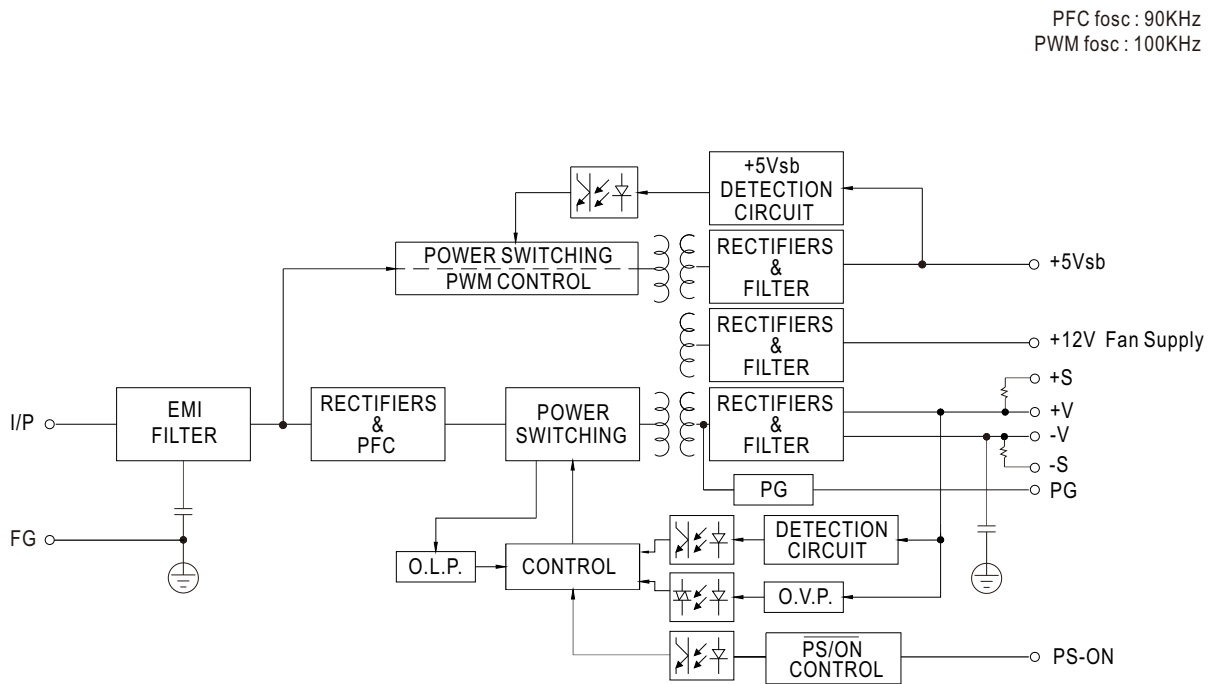 PFC fosc : 90KHz
PWM fosc : 100KHz
+5Vsb
DETECTION
CIRCUIT
POWER SWITCHING
PWM CONTROL
RECTIFIERS
&
FILTER
+5Vsb
RECTIFIERS
&
FILTER
+12V Fan Supply
I/P
EMI
FILTER
RECTIFIERS
&
PFC
POWER
SWITCHING
RECTIFIERS
&
FILTER
+S
+V
-V
-S
PG
PG
FG
O.L.P.
CONTROL
DETECTION
CIRCUIT
O.V.P.
PS/ON
CONTROL
PS-ON